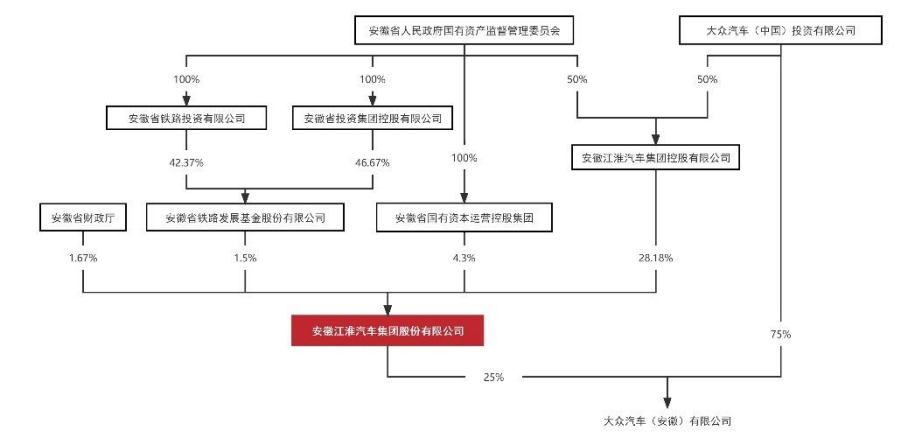 安徽省人民政府国有资产监督管理委员会
大众汽车（中国）投资有限公司
100%
100%
50%
50%
安徽省铁路投资有限公司
安徽省投资集团控股有限公司
42.37%
46.67%
100%
安徽江淮汽车集团控股有限公司
安徽省财政厅
安徽省铁路发展基金股份有限公司
安徽省国有资本运营控股集团
1.67%
1.5%
4.3%
28.18%
安徽江淮汽车集团股份有限公司
75%
25%
大众汽车（安徽）有限公司